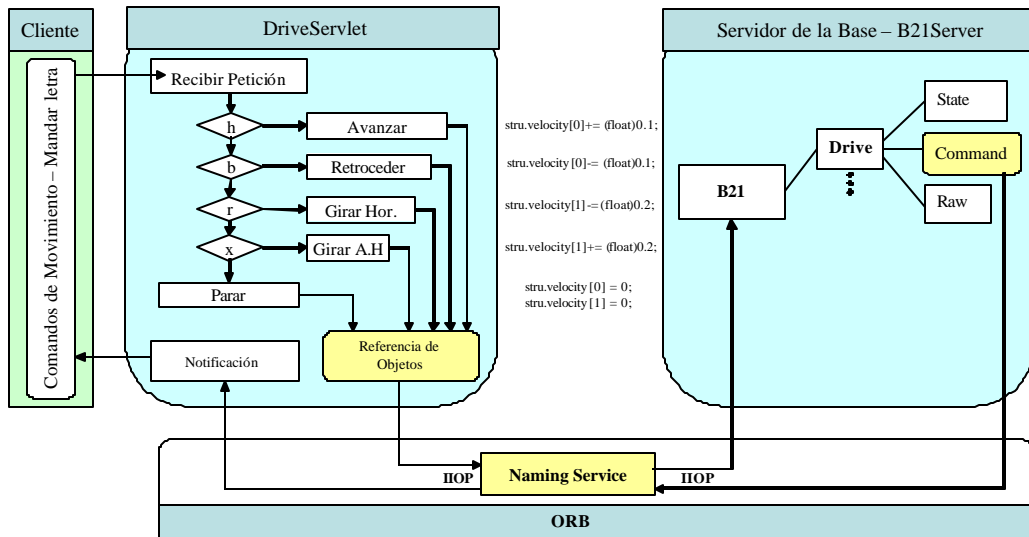 Cliente
DriveServlet
Servidor de la Base – B21Server
Comandos de Movimiento – Mandar letra
Recibir Petición
h
Avanzar
stru.velocity[0]+= (float)0.1;
b
Retroceder
stru.velocity[0]-= (float)0.1;
r
Girar Hor.
stru.velocity[1]-= (float)0.2;
x
Girar A.H
stru.velocity[1]+= (float)0.2;
Parar
stru.velocity[0] = 0;
stru.velocity[1] = 0;
Notificación
Referencia de
Objetos
State
Drive
Command
B21
Raw
IIOP
Naming Service
IIOP
ORB